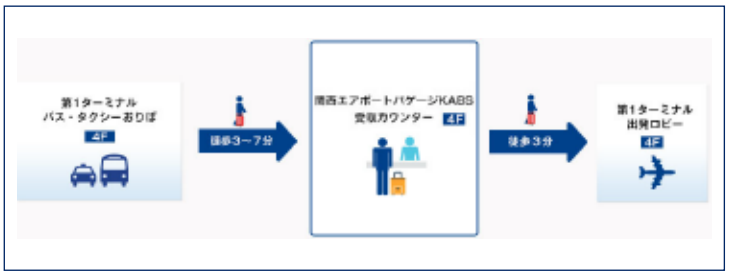 第1ターミナル
バス・タクシーおりば
4F
徒歩3〜7分
関西エアポートバゲージKABS
受取カウンター 4F
徒歩3分
第1ターミナル
出発ロビー
4F